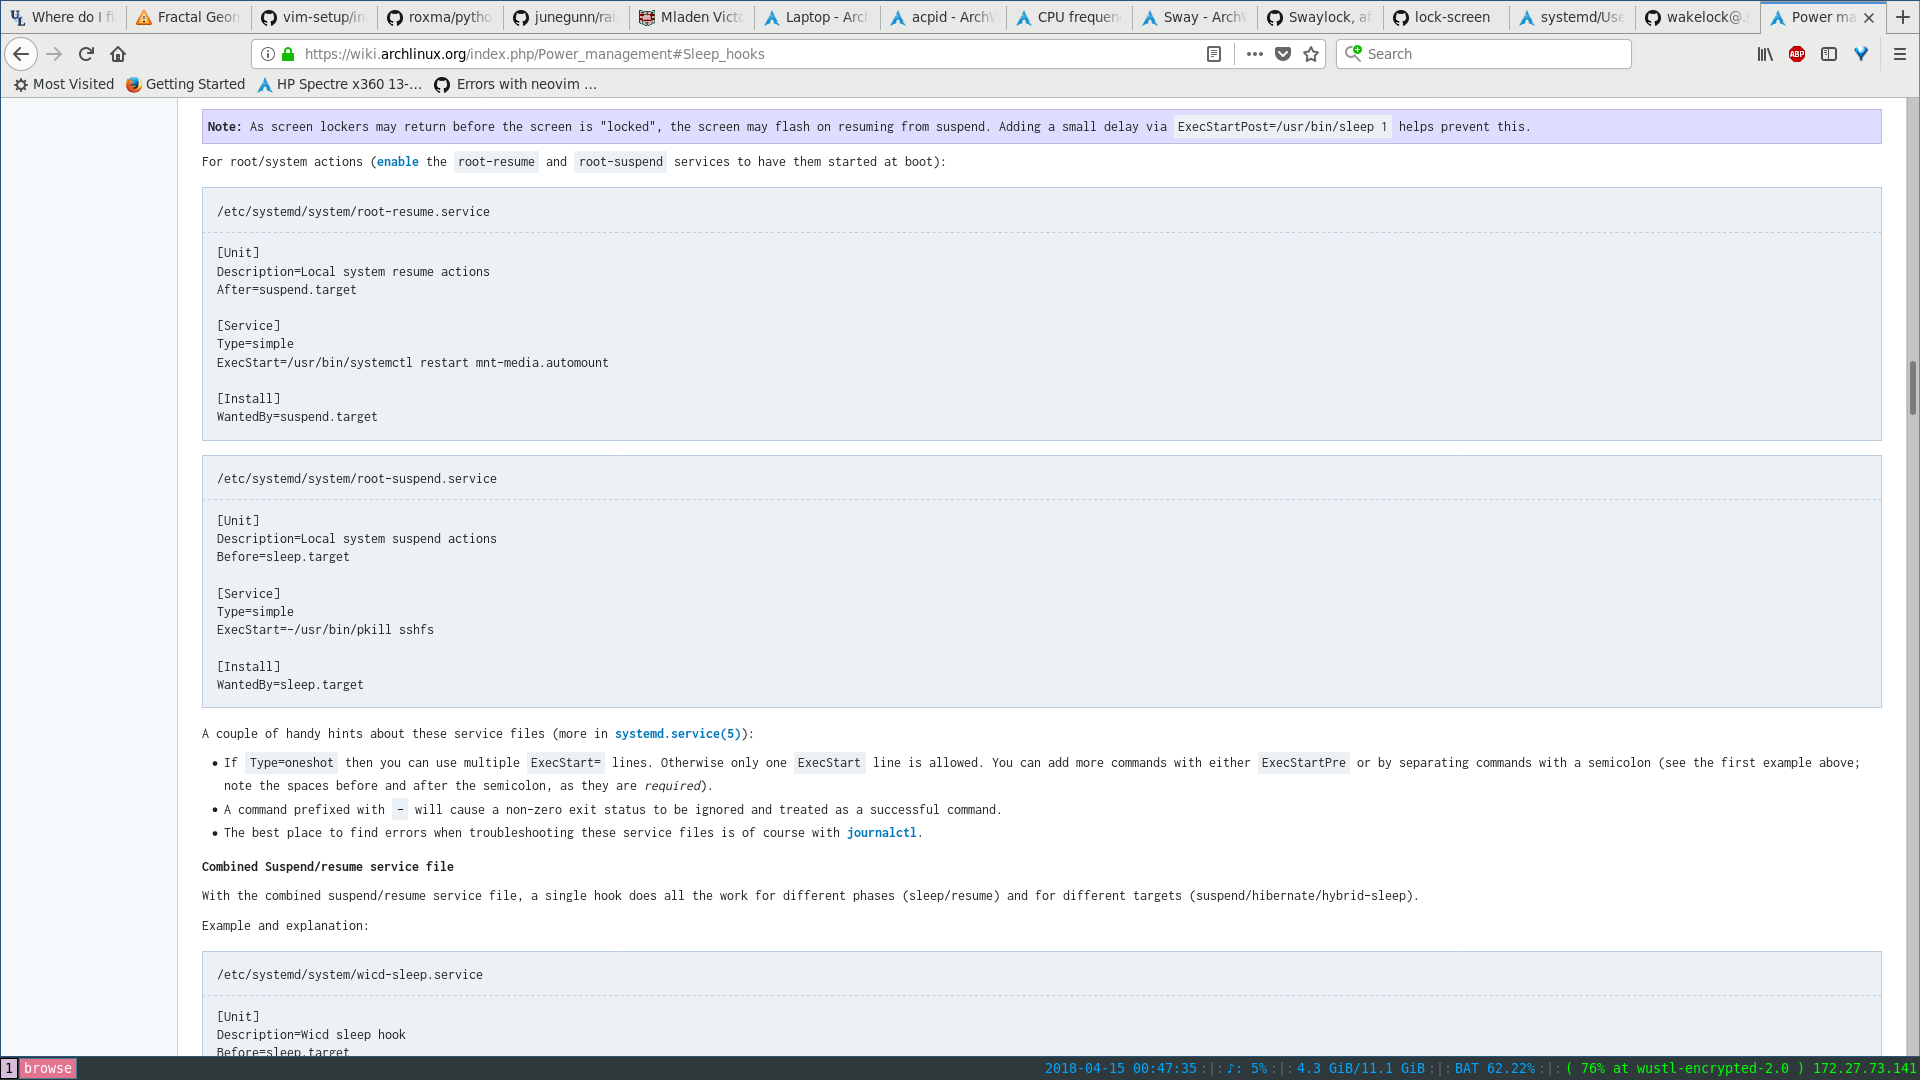 Where do I fi
Fractal Geon
vim-setup/in
roxma/pytho
junegunn/rai
Mladen Victo
Laptop - Arch
acpid - ArchW
CPU frequen
Sway - ArchW
Swaylock, af
lock-screen
systemd/Use
wakelock@.s
Power ma
https://wiki.archlinux.org/index.php/Power_management#Sleep_hooks
Search
Most Visited
Getting Started
HP Spectre x360 13-...
Errors with neovim ...
Note: As screen lockers may return before the screen is "locked", the screen may flash on resuming from suspend. Adding a small delay via ExecStartPost=/usr/bin/sleep 1 helps prevent this.
For root/system actions (enable the root-resume and root-suspend services to have them started at boot):
/etc/systemd/system/root-resume.service
[Unit]
Description=Local system resume actions
After=suspend.target
[Service]
Type=simple
ExecStart=/usr/bin/systemctl restart mnt-media.automount
[Install]
WantedBy=suspend.target
/etc/systemd/system/root-suspend.service
[Unit]
Description=Local system suspend actions
Before=sleep.target
[Service]
Type=simple
ExecStart=-/usr/bin/pkill sshfs
[Install]
WantedBy=sleep.target
A couple of handy hints about these service files (more in systemd.service(5)):
• If Type=oneshot then you can use multiple ExecStart= lines. Otherwise only one ExecStart line is allowed. You can add more commands with either ExecStartPre or by separating commands with a semicolon (see the first example above;
note the spaces before and after the semicolon, as they are required).
• A command prefixed with - will cause a non-zero exit status to be ignored and treated as a successful command.
• The best place to find errors when troubleshooting these service files is of course with journalctl.
Combined Suspend/resume service file
With the combined suspend/resume service file, a single hook does all the work for different phases (sleep/resume) and for different targets (suspend/hibernate/hybrid-sleep).
Example and explanation:
/etc/systemd/system/wicd-sleep.service
[Unit]
Description=Wicd sleep hook
Before=sleep.target
1 browse
2018-04-15 00:47:35 :|: ♪: 5% :|: 4.3 GiB/11.1 GiB :|: BAT 62.22% :|: ( 76% at wustl-encrypted-2.0 ) 172.27.73.141